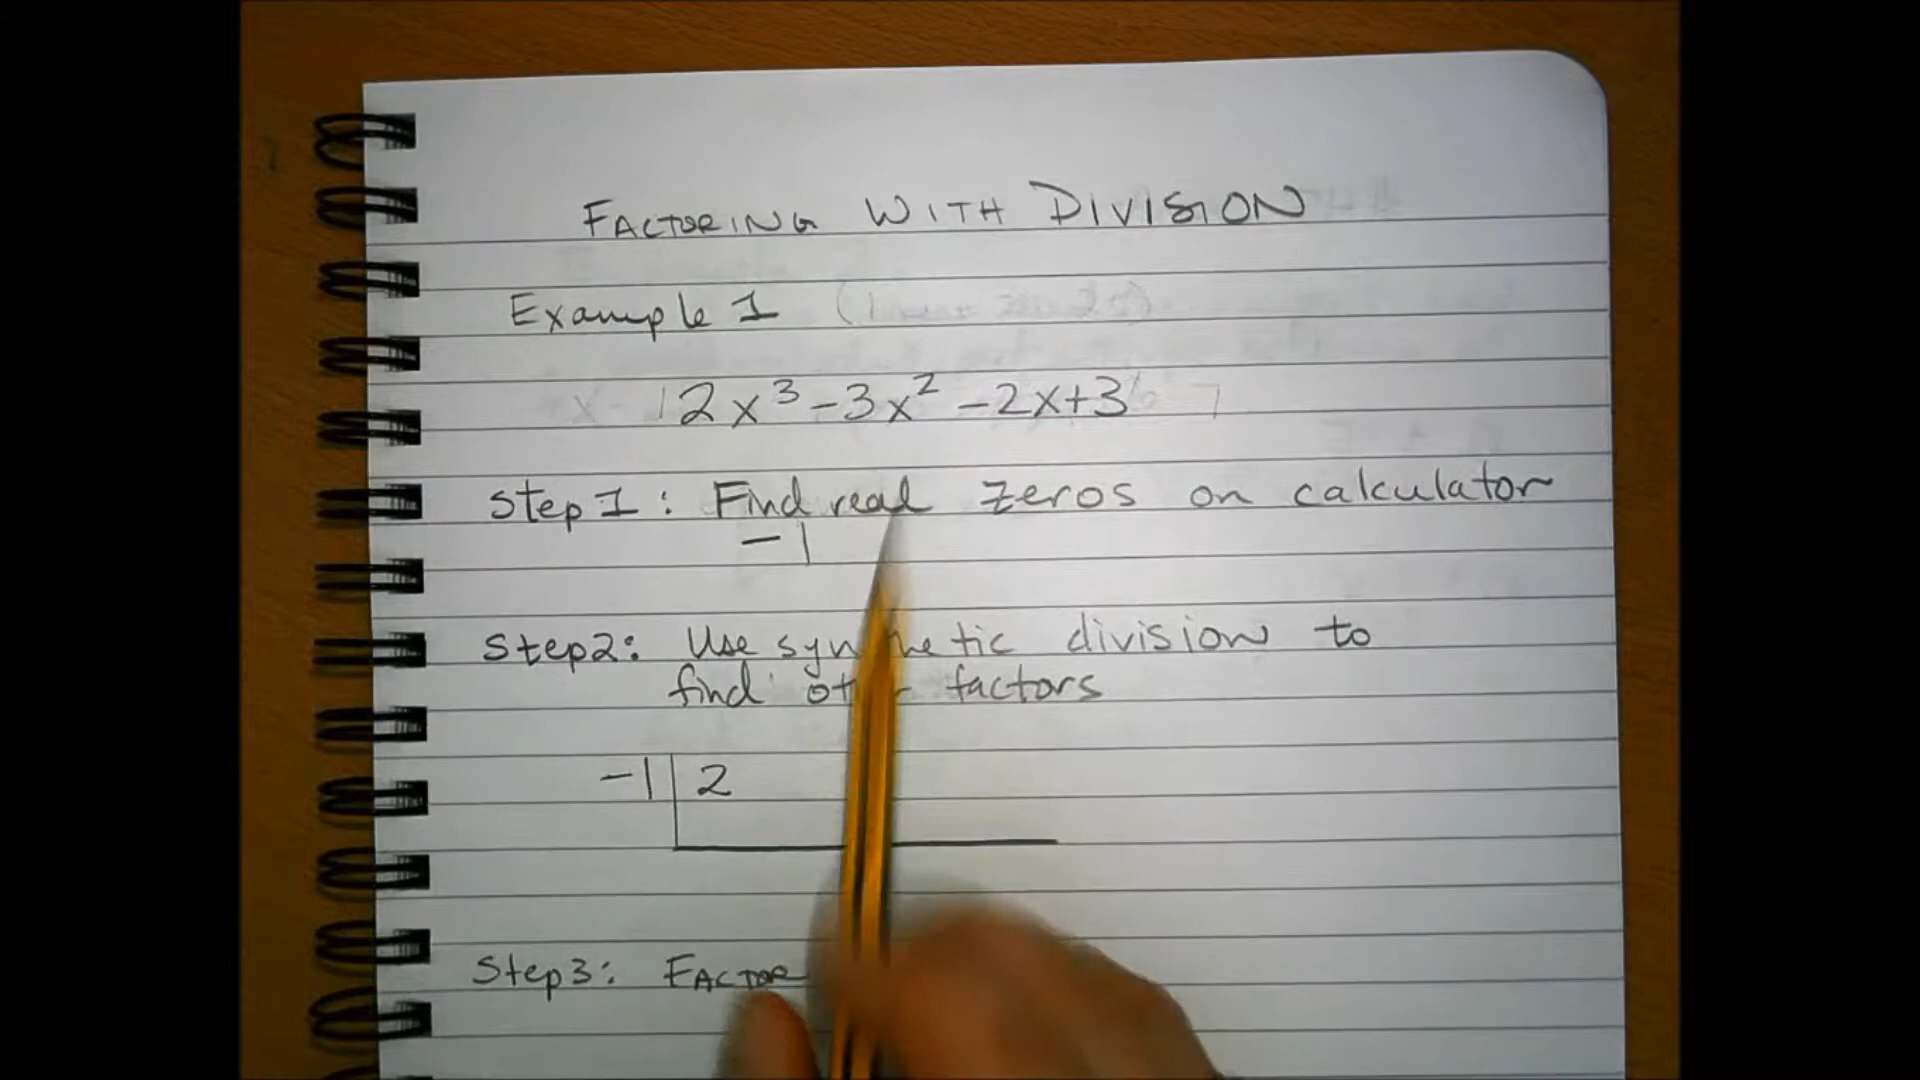 FACTORING WITH DIVISION
Example 1
2x³-3x²-2x+3
Step 1: Find real zeros on calculator
-1
Step2: Use synthetic division to
find factors
-1 2
Step3: FACTOR